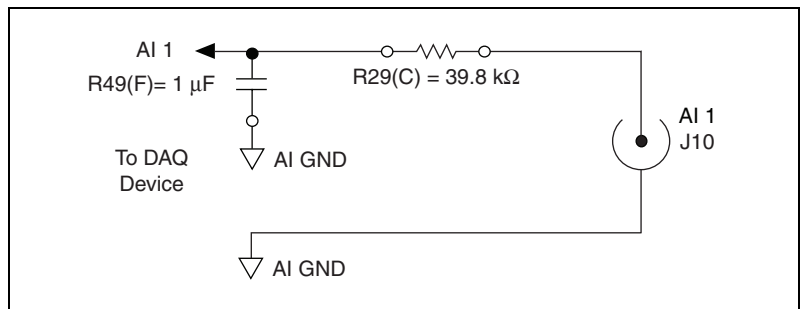 AI 1
R49(F)= 1 µF
R29(C) = 39.8 kΩ
AI 1
J10
To DAQ
Device
AI GND
AI GND